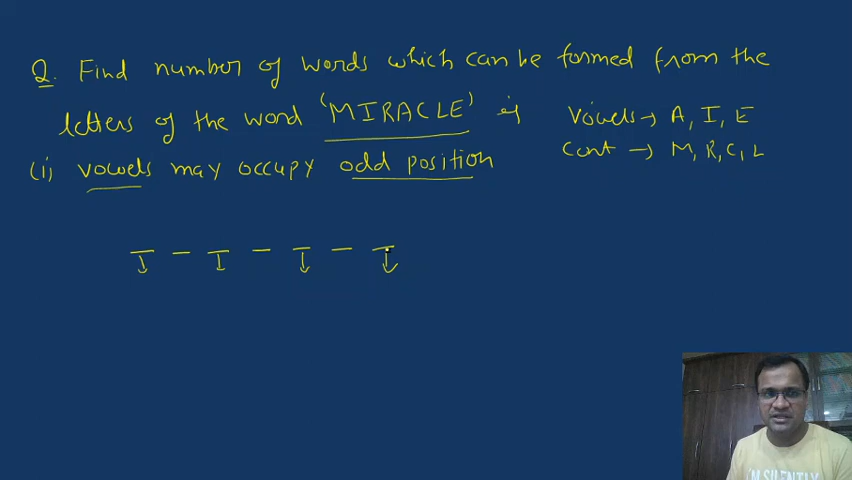 Q. Find number of words which can be formed from the
letters of the word 'MIRACLE' if
(i) vowels may occupy odd position
Vowels → A, I, E
Cont → M, R, C, L
I'M SILENTLY